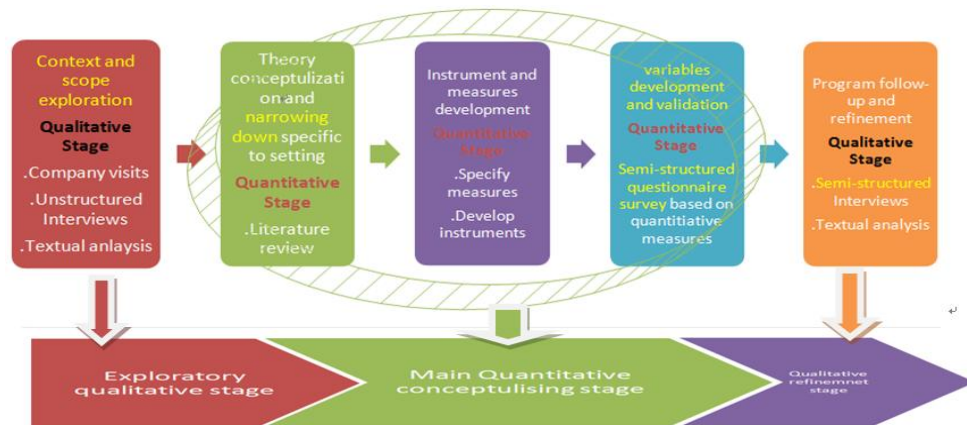 Context and
scope
exploration
Qualitative
Stage
.Company visits
.Unstructured
Interviews
.Textual anlaysis
Theory
conceptulizati
on and
narrowing
down specific
to setting
Quantitative
Stage
.Literature
review
Instrument and
measures
development
Quantitative
Stage
.Specify
measures
.Develop
instruments
variables
development
and validation
Quantitative
Stage
Semi-structured
questionnaire
survey based on
quantitiative
measures
Program follow-
up and
refinement
Qualitative
Stage
.Semi-structured
Interviews
.Textual analysis
Exploratory
qualitative stage
Main Quantitative
conceptulising stage
Qualitative
refinemnet
stage